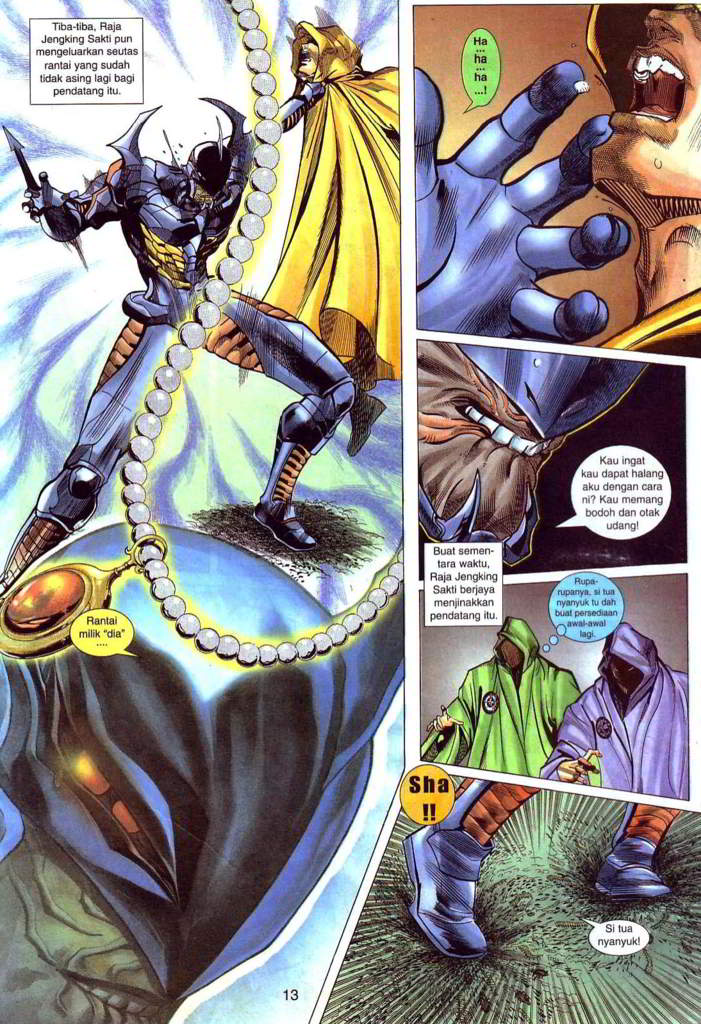 Tiba-tiba, Raja
Jengking Sakti pun
mengeluarkan seutas
rantai yang sudah
tidak asing lagi bagi
pendatang itu.
Rantai
milik "dia"
....
Ha
...
ha
...
ha
...!
Kau ingat
kau dapat halang
aku dengan cara
ni? Kau memang
bodoh dan otak
udang!
Buat semen-
tara waktu,
Raja Jengking
Sakti berjaya
menjinakkan
pendatang itu.
Rupa-
rupanya, si tua
nyanyuk tu dah
buat persediaan
awal-awal
lagi.
Sha
!!
Si tua
nyanyuk!
13